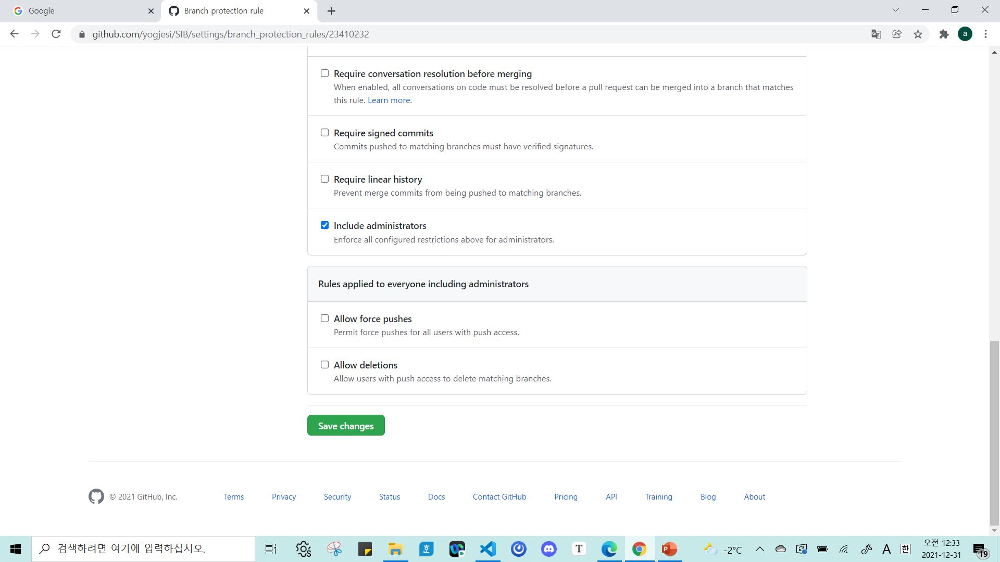 Google
Branch protection rule
github.com/yogjesi/SIB/settings/branch_protection_rules/23410232
a
Require conversation resolution before merging
When enabled, all conversations on code must be resolved before a pull request can be merged into a branch that matches
this rule. Learn more.
Require signed commits
Commits pushed to matching branches must have verified signatures.
Require linear history
Prevent merge commits from being pushed to matching branches.
Include administrators
Enforce all configured restrictions above for administrators.
Rules applied to everyone including administrators
Allow force pushes
Permit force pushes for all users with push access.
Allow deletions
Allow users with push access to delete matching branches.
Save changes
© 2021 GitHub, Inc.
Terms
Privacy
Security
Status
Docs
Contact GitHub
Pricing
API
Training
Blog
About
검색하려면 여기에 입력하십시오.
T
-2°C
A
한
오전 12:33
2021-12-31
19